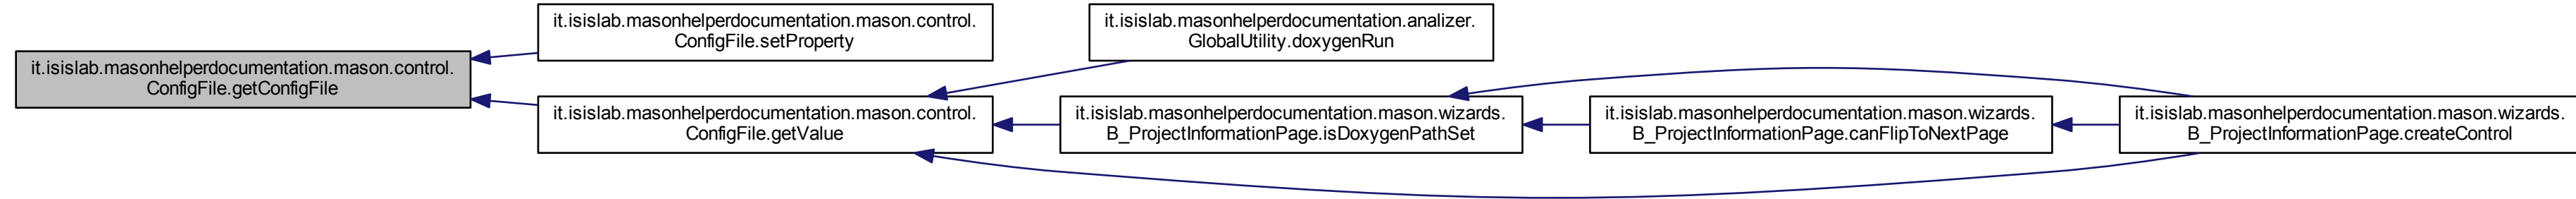 it.isislab.masonhelperdocumentation.mason.control.
ConfigFile.getConfigFile
it.isislab.masonhelperdocumentation.mason.control.
ConfigFile.setProperty
it.isislab.masonhelperdocumentation.mason.control.
ConfigFile.getValue
it.isislab.masonhelperdocumentation.analizer.
GlobalUtility.doxygenRun
it.isislab.masonhelperdocumentation.mason.wizards.
B_ProjectInformationPage.isDoxygenPathSet
it.isislab.masonhelperdocumentation.mason.wizards.
B_ProjectInformationPage.canFlipToNextPage
it.isislab.masonhelperdocumentation.mason.wizards.
B_ProjectInformationPage.createControl